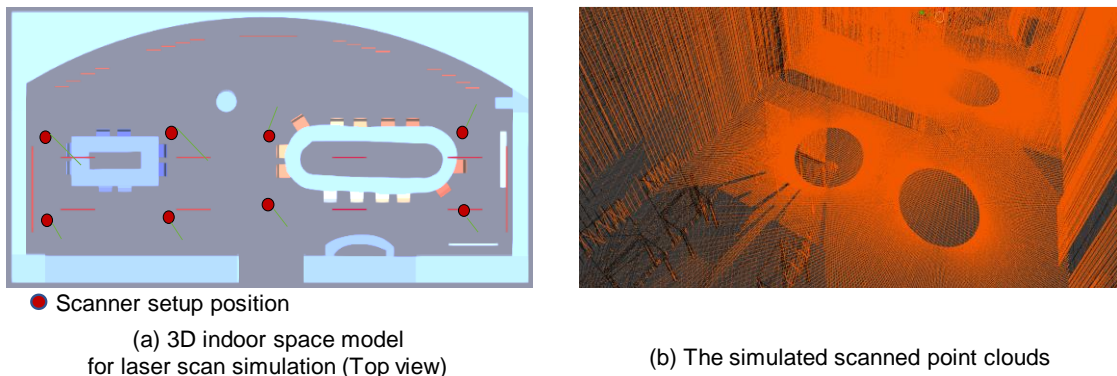 Scanner setup position
(a) 3D indoor space model
for laser scan simulation (Top view)
(b) The simulated scanned point clouds